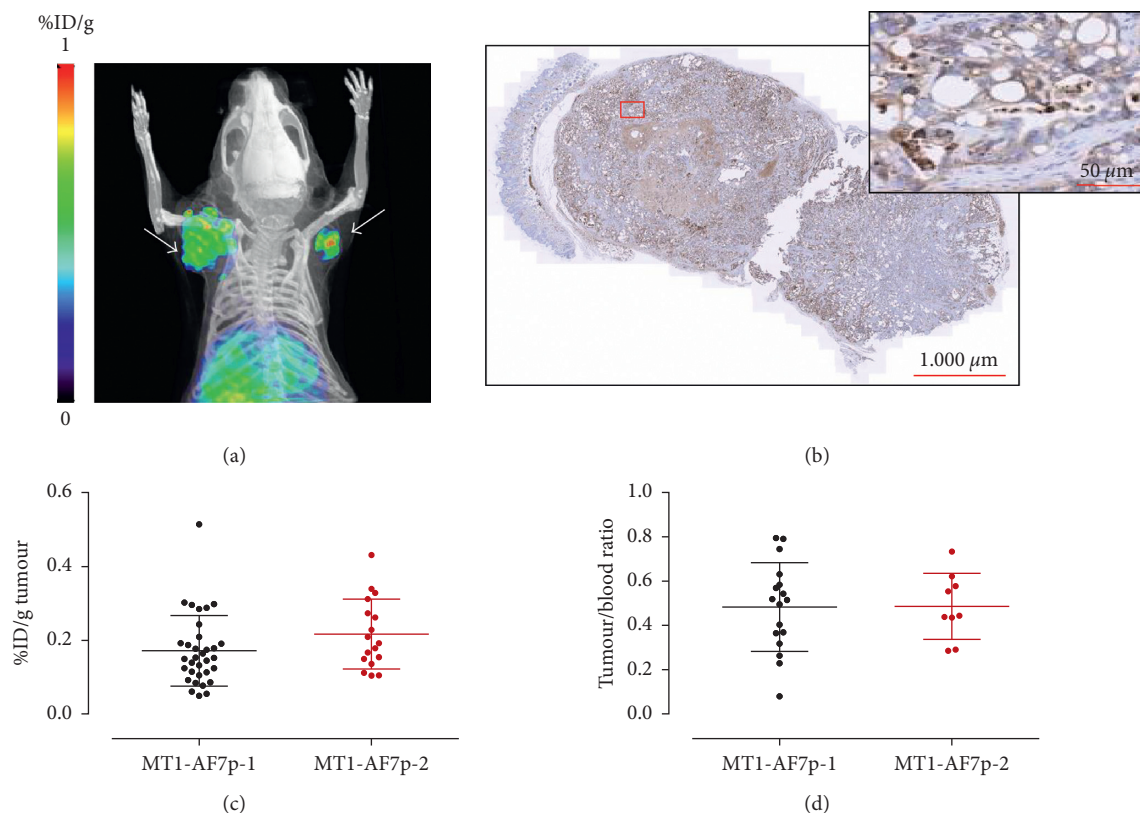 %ID/g
1
0
(a)
50 μm
1.000 μm
(b)
%ID/g tumour
0.6
0.4
0.2
0.0
MT1-AF7p-1 MT1-AF7p-2
(c)
Tumour/blood ratio
1.0
0.8
0.6
0.4
0.2
0.0
MT1-AF7p-1 MT1-AF7p-2
(d)